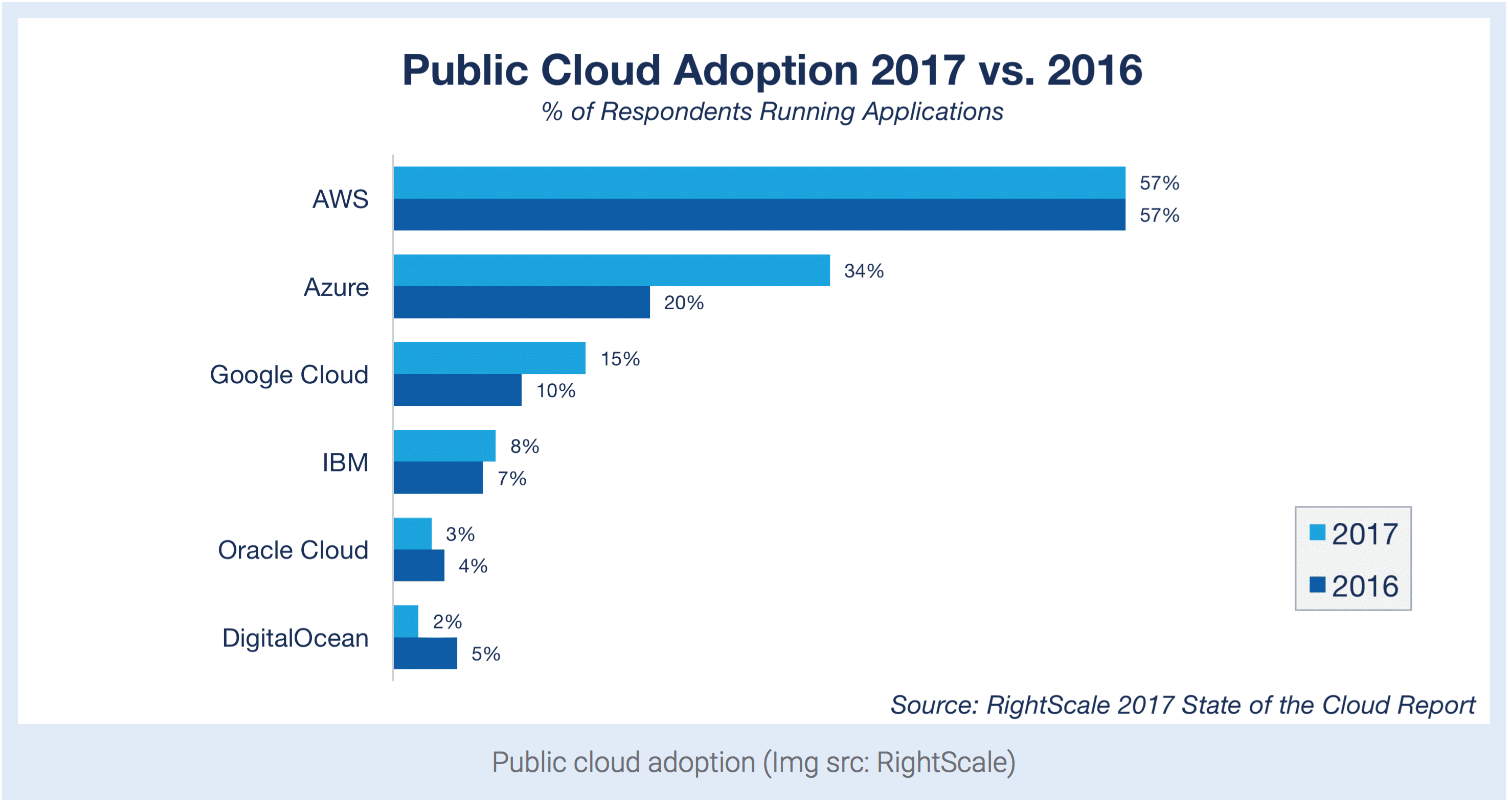 Public Cloud Adoption 2017 vs. 2016
% of Respondents Running Applications
AWS
57%
57%
Azure
34%
20%
Google Cloud
15%
10%
IBM
8%
7%
Oracle Cloud
3%
4%
DigitalOcean
2%
5%
2017
2016
Source: RightScale 2017 State of the Cloud Report
Public cloud adoption (Img src: RightScale)